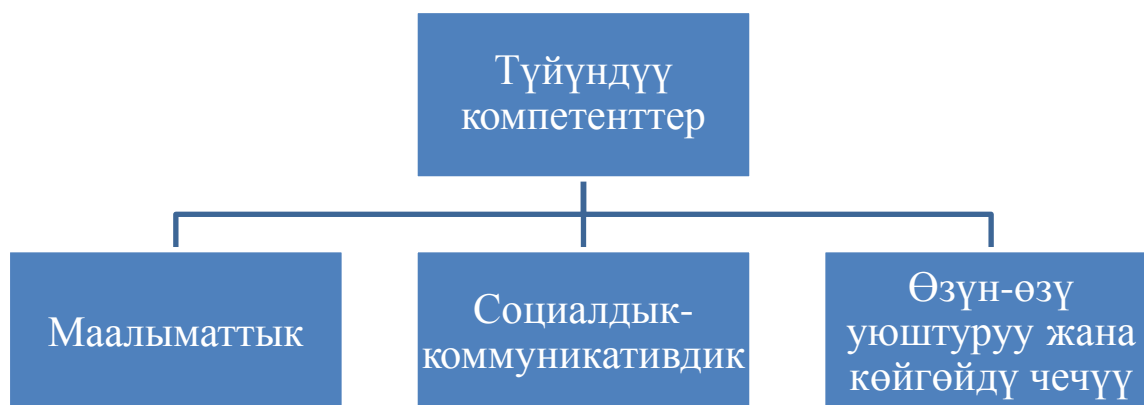 Түйүндүү
компетенттер
Маалыматтык
Социалдык-
коммуникативдик
Өзүн-өзү
уюштуруу жана
көйгөйдү чечүү